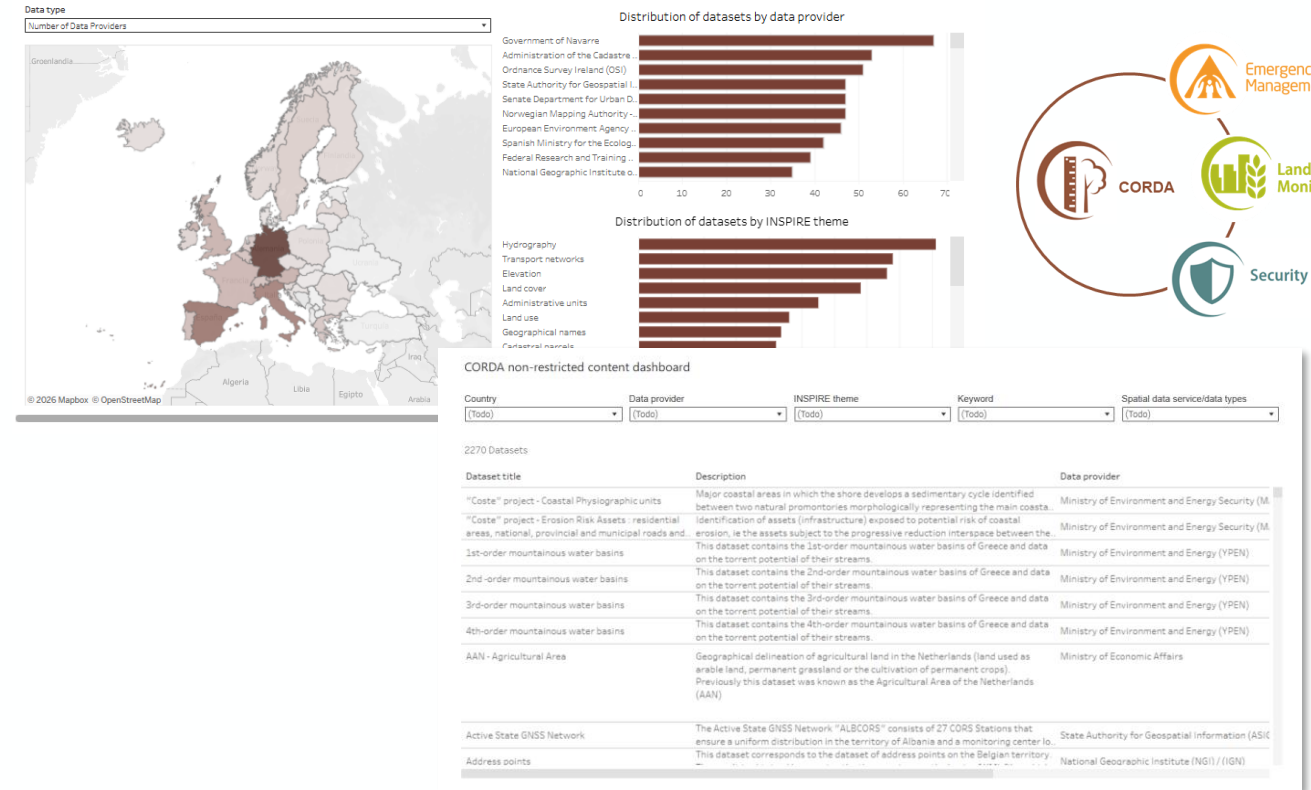 Data type
Number of Data Providers
Groenlandia
Algeria
Libia
Egipto
Iraq
Arabia
Turquía
© 2026 Mapbox © OpenStreetMap
Distribution of datasets by data provider
Government of Navarre
Administration of the Cadastre ..
Ordnance Survey Ireland (OSI)
State Authority for Geospatial I..
Senate Department for Urban D..
Norwegian Mapping Authority -..
European Environment Agency ..
Spanish Ministry for the Ecolog..
Federal Research and Training ..
National Geographic Institute o..
0 10 20 30 40 50 60 70
Distribution of datasets by INSPIRE theme
Hydrography
Transport networks
Elevation
Land cover
Administrative units
Land use
Geographical names
Cadastral parcels
CORDA
Emergenc
Managem
Land
Moni
Security
CORDA non-restricted content dashboard
Country Data provider INSPIRE theme Keyword Spatial data service/data types
(Todo) (Todo) (Todo) (Todo) (Todo)
2270 Datasets
Dataset title Description Data provider
"Coste" project - Coastal Physiographic units
Major coastal areas in which the shore develops a sedimentary cycle identified
between two natural promontories morphologically representing the main coasta..
Ministry of Environment and Energy Security (M
"Coste" project - Erosion Risk Assets : residential
areas, national, provincial and municipal roads and..
Identification of assets (infrastructure) exposed to potential risk of coastal
erosion, ie the assets subject to the progressive reduction interspace between the..
Ministry of Environment and Energy Security (M
1st-order mountainous water basins
This dataset contains the 1st-order mountainous water basins of Greece and data
on the torrent potential of their streams.
Ministry of Environment and Energy (YPEN)
2nd -order mountainous water basins
This dataset contains the 2nd-order mountainous water basins of Greece and data
on the torrent potential of their streams.
Ministry of Environment and Energy (YPEN)
3rd-order mountainous water basins
This dataset contains the 3rd-order mountainous water basins of Greece and data
on the torrent potential of their streams.
Ministry of Environment and Energy (YPEN)
4th-order mountainous water basins
This dataset contains the 4th-order mountainous water basins of Greece and data
on the torrent potential of their streams.
Ministry of Environment and Energy (YPEN)
AAN - Agricultural Area
Geographical delineation of agricultural land in the Netherlands (land used as
arable land, permanent grassland or the cultivation of permanent crops).
Previously this dataset was known as the Agricultural Area of the Netherlands
(AAN)
Ministry of Economic Affairs
Active State GNSS Network
The Active State GNSS Network "ALBCORS" consists of 27 CORS Stations that
ensure a uniform distribution in the territory of Albania and a monitoring center lo..
State Authority for Geospatial Information (ASIG
Address points
This dataset corresponds to the dataset of address points on the Belgian territory.
National Geographic Institute (NGI) / (IGN)